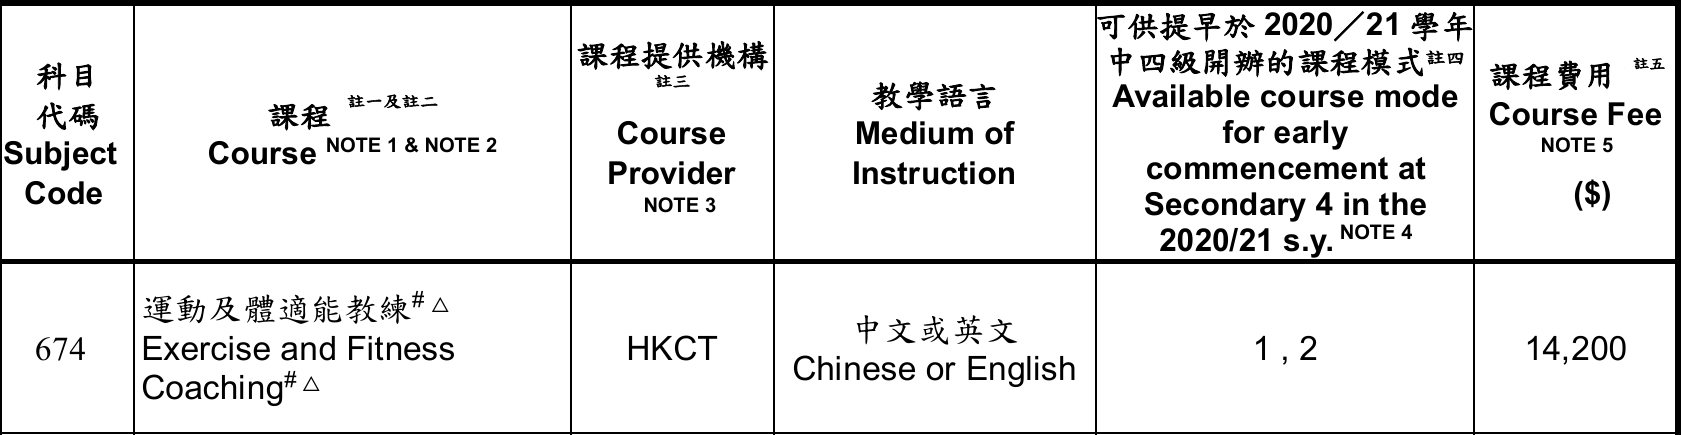 科目
代碼
Subject
Code
課程 註一及註二
Course NOTE 1 & NOTE 2
課程提供機構
註三
Course
Provider
NOTE 3
教學語言
Medium of
Instruction
可供提早於 2020／21 學年
中四級開辦的課程模式註四
Available course mode
for early
commencement at
Secondary 4 in the
2020/21 s.y. NOTE 4
課程費用 註五
Course Fee
NOTE 5
($)
674
運動及體適能教練# △
Exercise and Fitness
Coaching# △
HKCT
中文或英文
Chinese or English
1 , 2
14,200